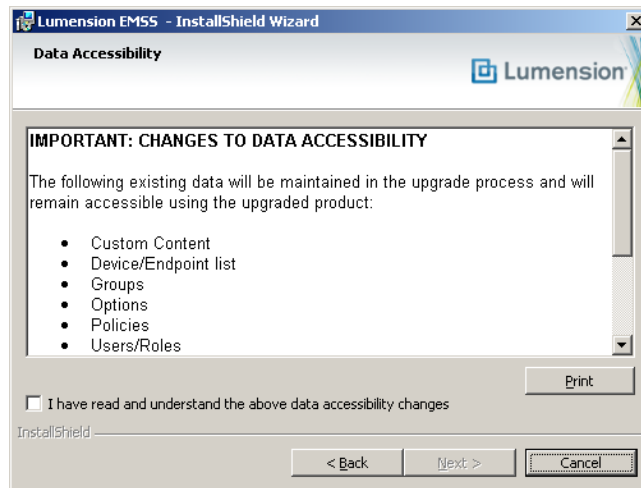 Lumension EMSS - InstallShield Wizard
Data Accessibility
Lumension
IMPORTANT: CHANGES TO DATA ACCESSIBILITY
The following existing data will be maintained in the upgrade process and will
remain accessible using the upgraded product:
• Custom Content
• Device/Endpoint list
• Groups
• Options
• Policies
• Users/Roles
Print
I have read and understand the above data accessibility changes
InstallShield
< Back
Next >
Cancel